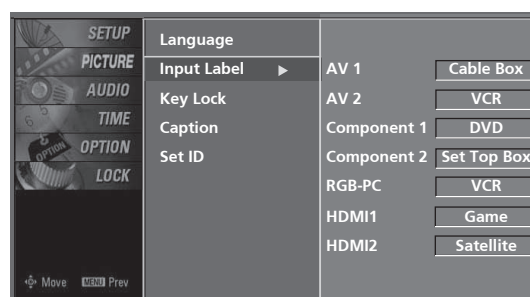 SETUP
PICTURE
AUDIO
TIME
OPTION
LOCK
Move MENU Prev
Language
Input Label ▶
Key Lock
Caption
Set ID
AV 1 Cable Box
AV 2 VCR
Component 1 DVD
Component 2 Set Top Box
RGB-PC VCR
HDMI1 Game
HDMI2 Satellite